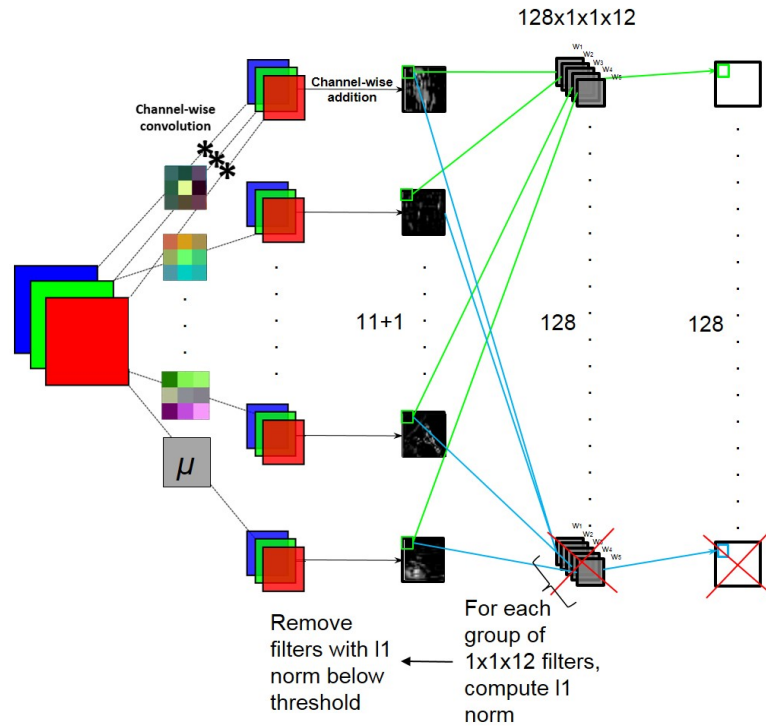 128x1x1x12
W1
W2
W3
W4
W5
Channel-wise
addition
Channel-wise
convolution
* * *
11+1
128
128
μ
W1
W2
W4
W5
Remove
filters with l1
norm below
threshold
For each
group of
1x1x12 filters,
compute l1
norm